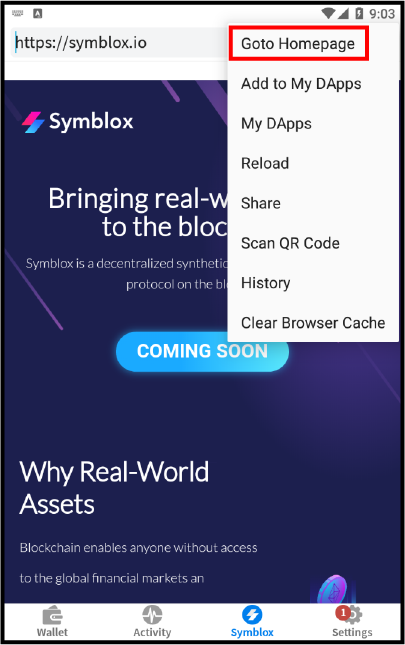 9:03
https://symblox.io
Goto Homepage
Add to My DApps
My DApps
Reload
Share
Scan QR Code
History
Clear Browser Cache
Symblox
Bringing real-w
to the bloc
Symblox is a decentralized synthetic
protocol on the bl
COMING SOON
Why Real-World
Assets
Blockchain enables anyone without access
to the global financial markets an
Wallet
Activity
Symblox
1
Settings